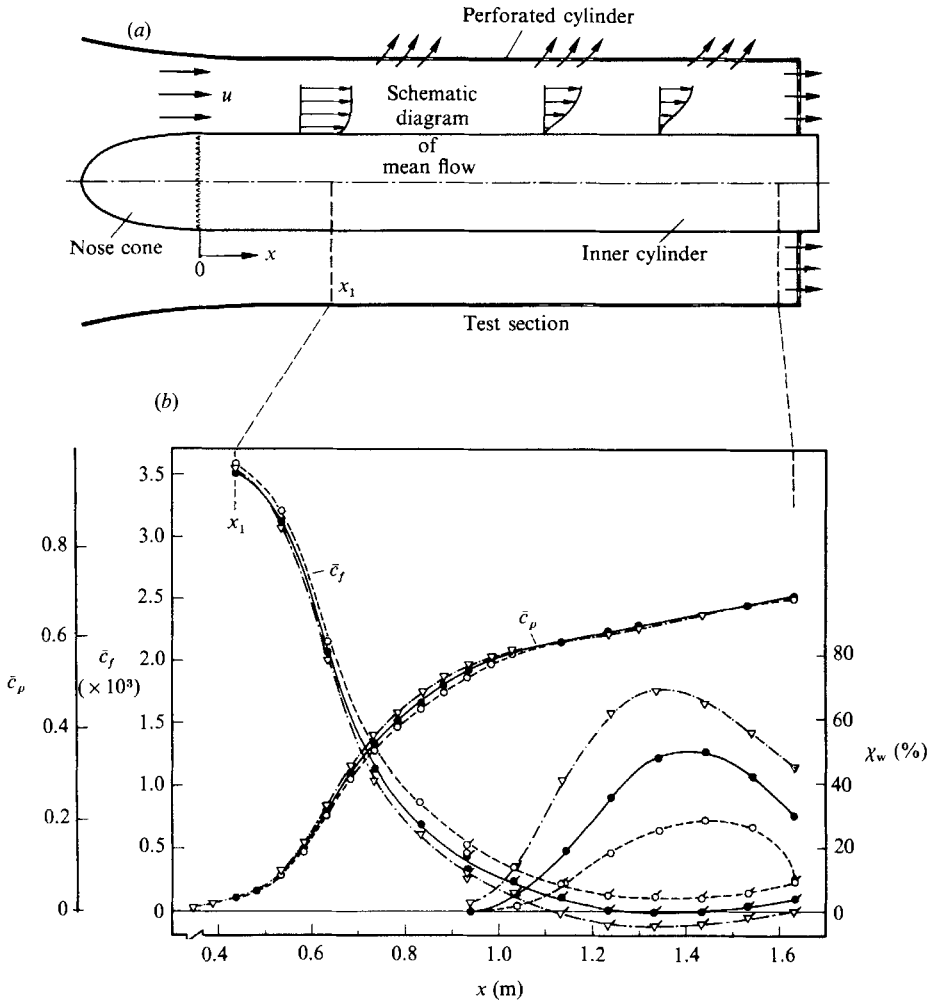 (a)
Perforated cylinder
u
Schematic
diagram
of
mean flow
Nose cone
0
x
x₁
Inner cylinder
Test section
(b)
3.5
3.0
2.5
2.0
1.5
1.0
0.5
0
0.8
0.6
0.4
0.2
0
c̄ₚ
c̄_f
(×10³)
x₁
c̄_f
c̄ₚ
80
60
40
20
0
χ_w (%)
0.4
0.6
0.8
1.0
1.2
1.4
1.6
x (m)